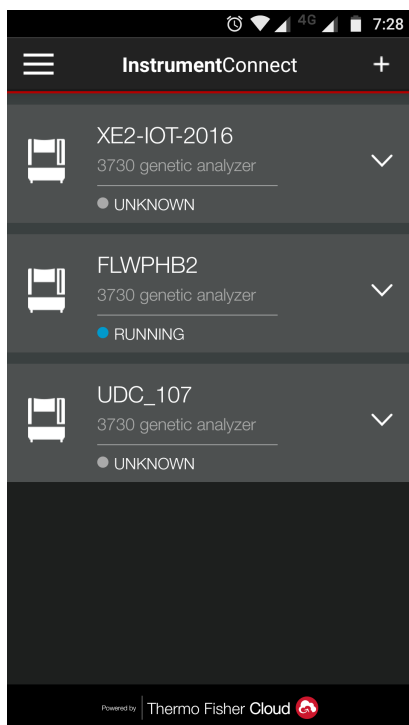 4G 7:28
InstrumentConnect +
XE2-IOT-2016
3730 genetic analyzer
UNKNOWN
FLWPHB2
3730 genetic analyzer
RUNNING
UDC_107
3730 genetic analyzer
UNKNOWN
Powered by Thermo Fisher Cloud